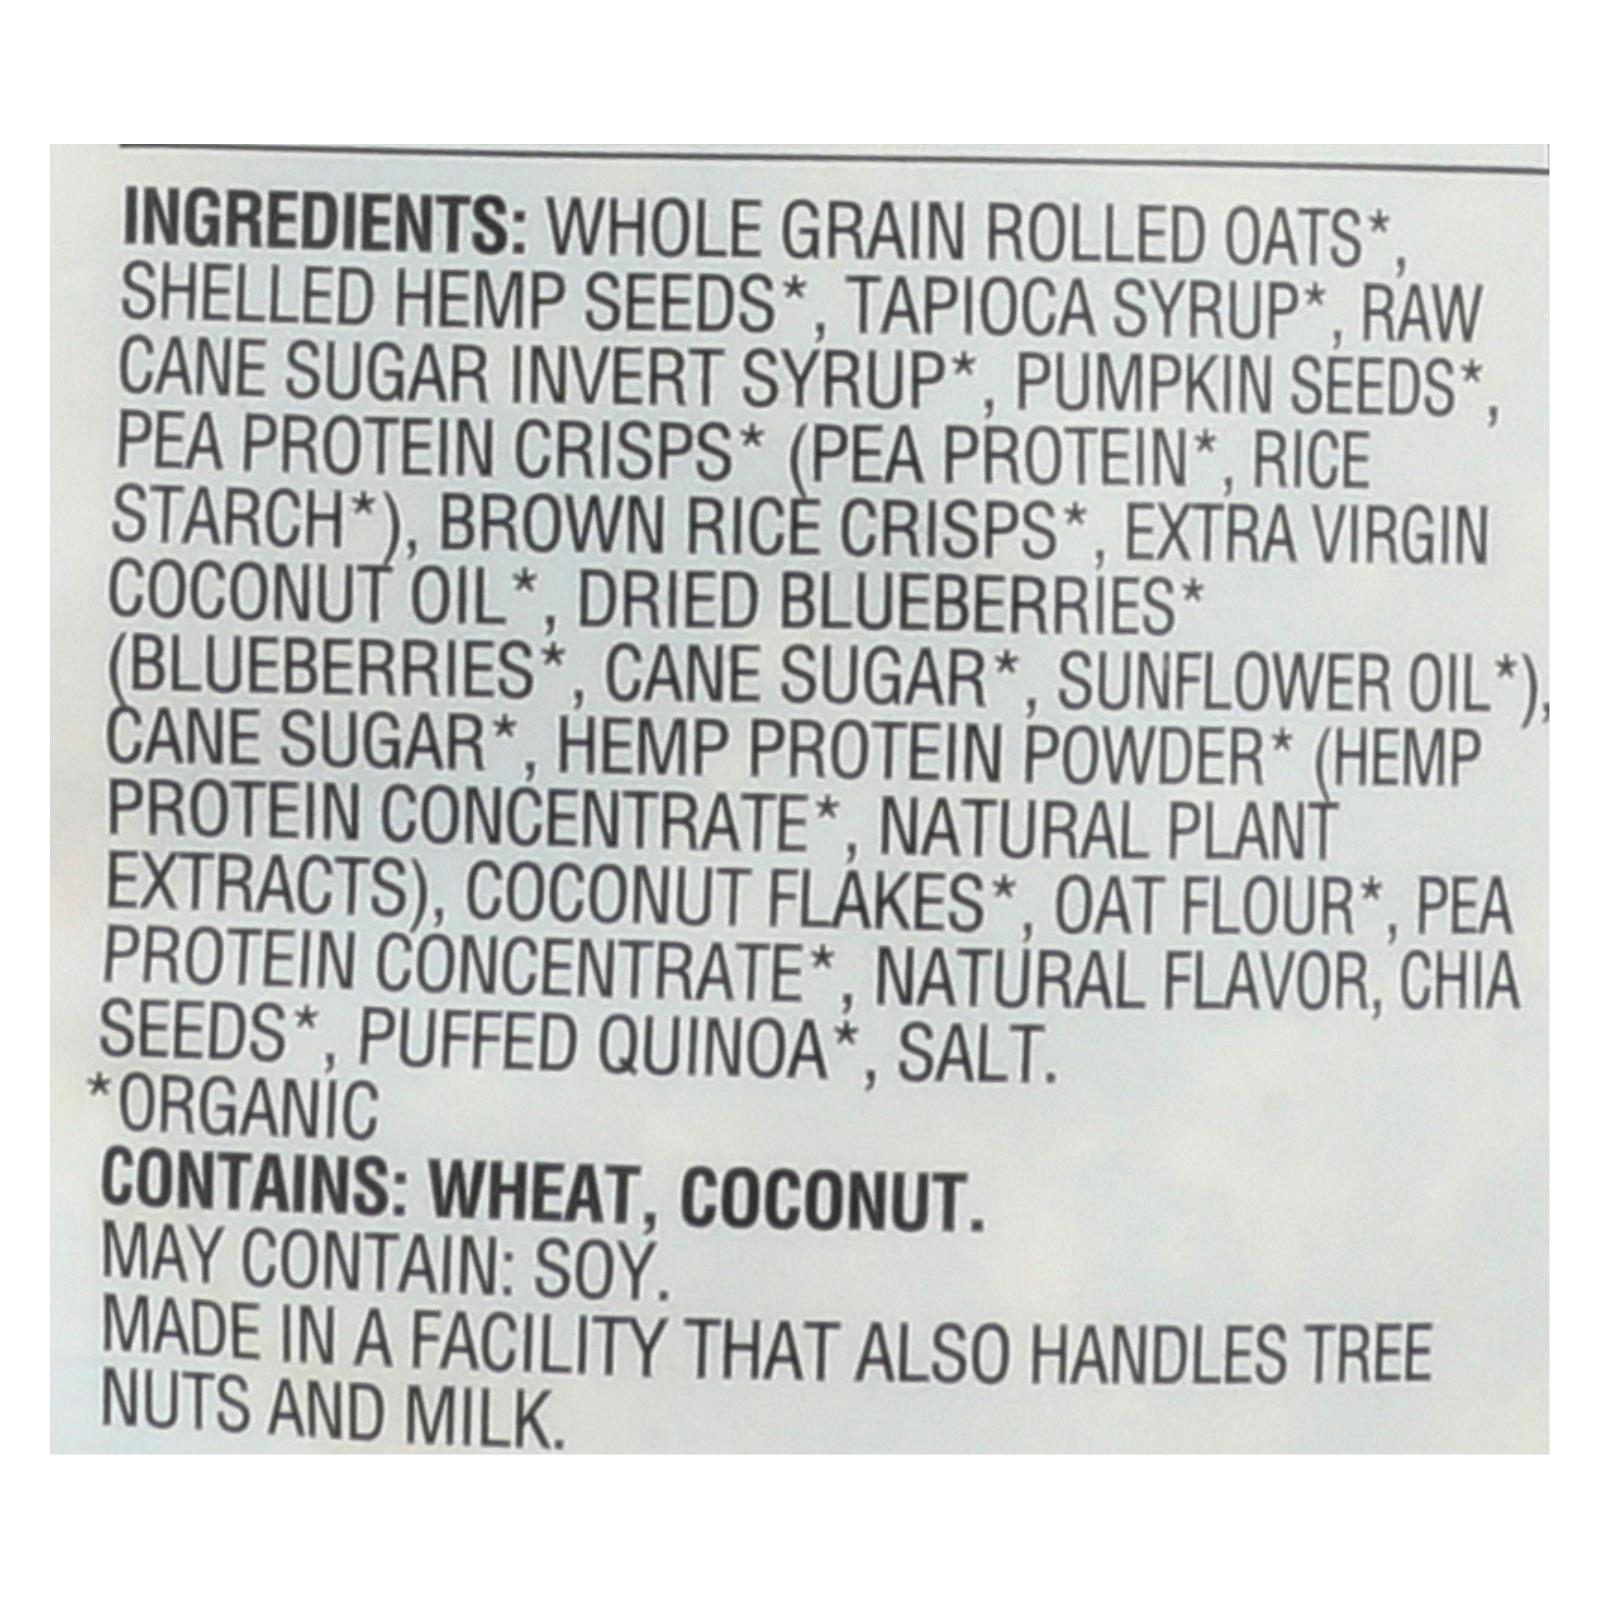 INGREDIENTS: WHOLE GRAIN ROLLED OATS*,
SHELLED HEMP SEEDS*, TAPIOCA SYRUP*, RAW
CANE SUGAR INVERT SYRUP*, PUMPKIN SEEDS*,
PEA PROTEIN CRISPS* (PEA PROTEIN*, RICE
STARCH*), BROWN RICE CRISPS*, EXTRA VIRGIN
COCONUT OIL*, DRIED BLUEBERRIES*
(BLUEBERRIES*, CANE SUGAR*, SUNFLOWER OIL*),
CANE SUGAR*, HEMP PROTEIN POWDER* (HEMP
PROTEIN CONCENTRATE*, NATURAL PLANT
EXTRACTS), COCONUT FLAKES*, OAT FLOUR*, PEA
PROTEIN CONCENTRATE*, NATURAL FLAVOR, CHIA
SEEDS*, PUFFED QUINOA*, SALT.
*ORGANIC
CONTAINS: WHEAT, COCONUT.
MAY CONTAIN: SOY.
MADE IN A FACILITY THAT ALSO HANDLES TREE
NUTS AND MILK.